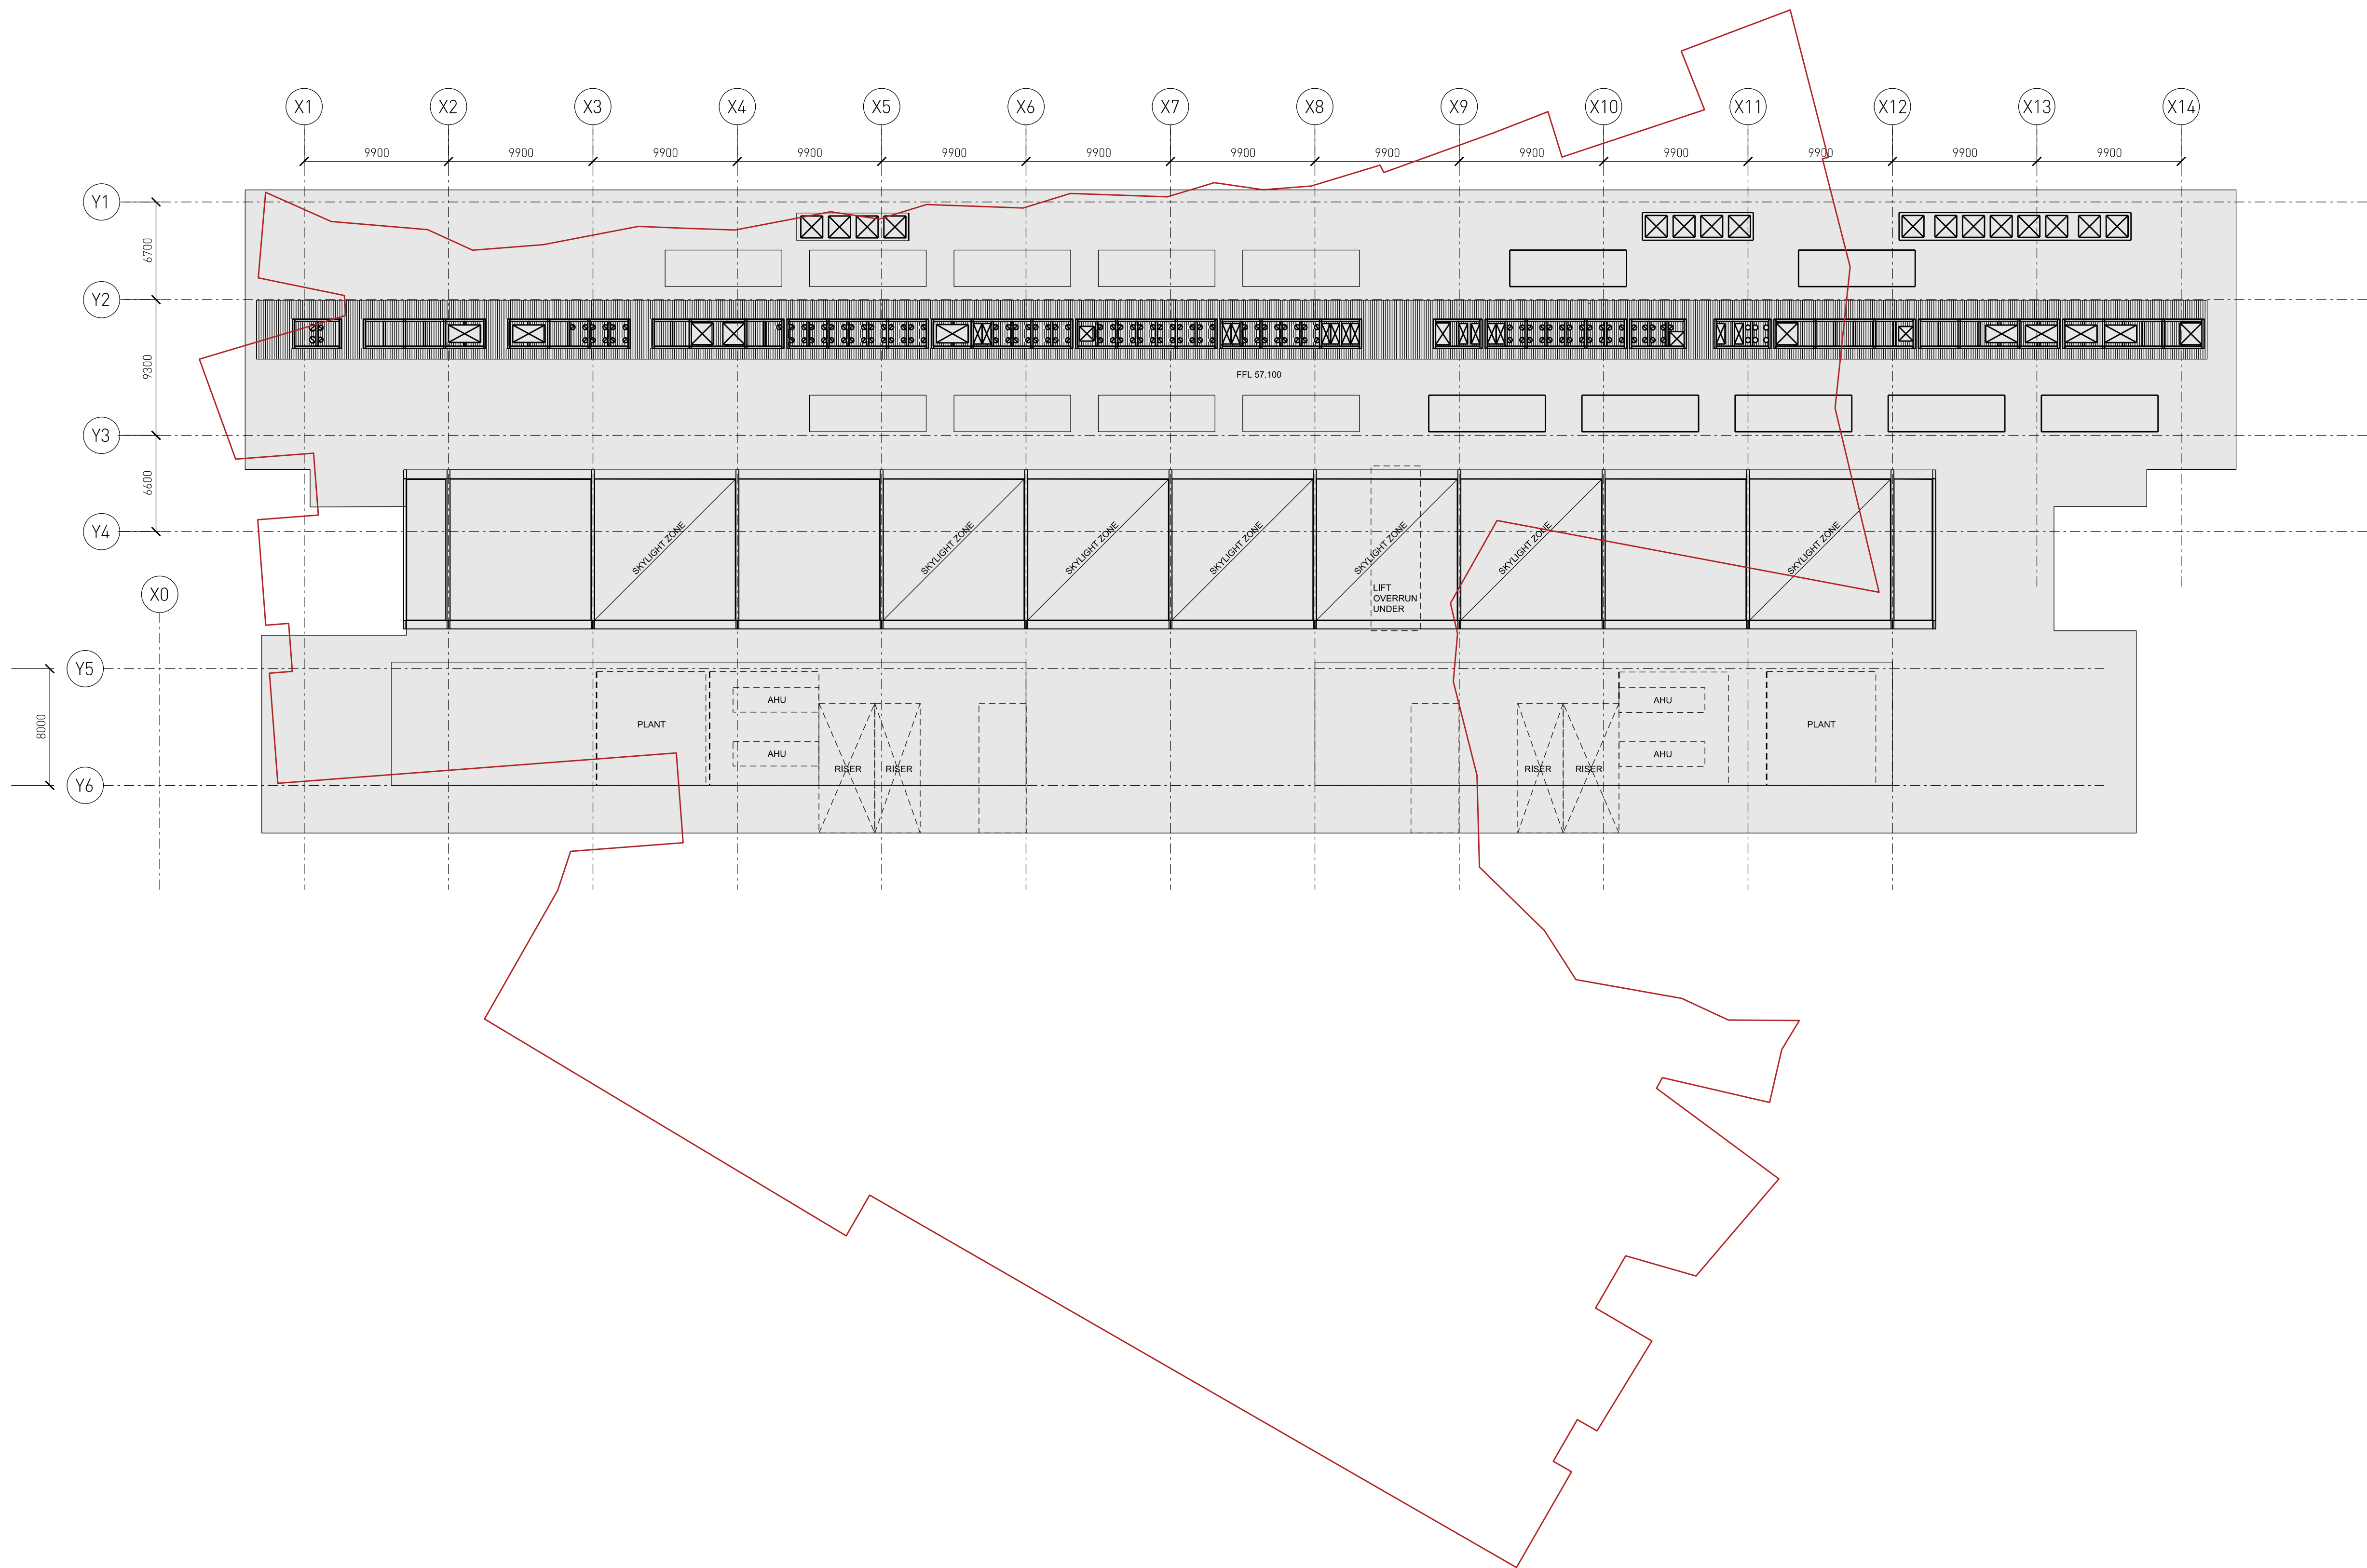 X1 X2 X3 X4 X5 X6 X7 X8 X9 X10 X11 X12 X13 X14
9900 9900 9900 9900 9900 9900 9900 9900 9900 9900 9900 9900 9900
Y1
6700
Y2
9300
FFL 57.100
Y3
6600
Y4
SKYLIGHT ZONE SKYLIGHT ZONE SKYLIGHT ZONE SKYLIGHT ZONE SKYLIGHT ZONE SKYLIGHT ZONE SKYLIGHT ZONE
LIFT
OVERRUN
UNDER
X0
Y5
8000
AHU AHU
PLANT PLANT
AHU AHU
RISER RISER RISER RISER
Y6